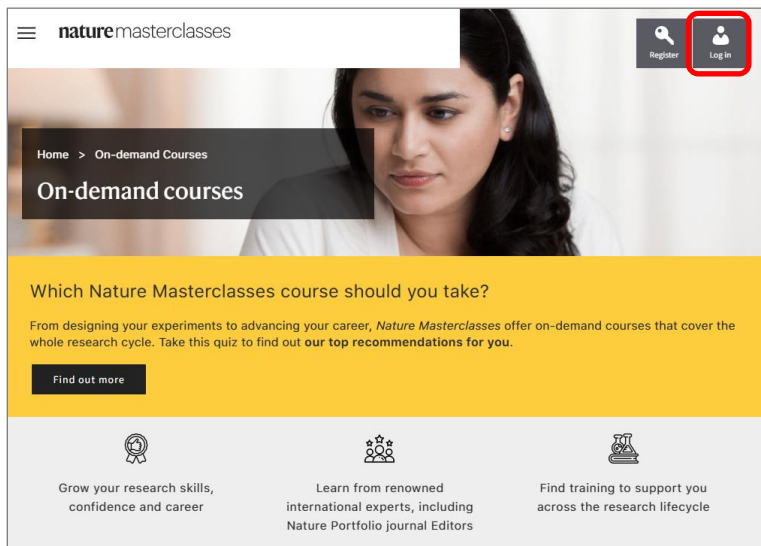 nature masterclasses
Register
Log in
Home > On-demand Courses
On-demand courses
Which Nature Masterclasses course should you take?
From designing your experiments to advancing your career, Nature Masterclasses offer on-demand courses that cover the
whole research cycle. Take this quiz to find out our top recommendations for you.
Find out more
Grow your research skills,
confidence and career
Learn from renowned
international experts, including
Nature Portfolio journal Editors
Find training to support you
across the research lifecycle